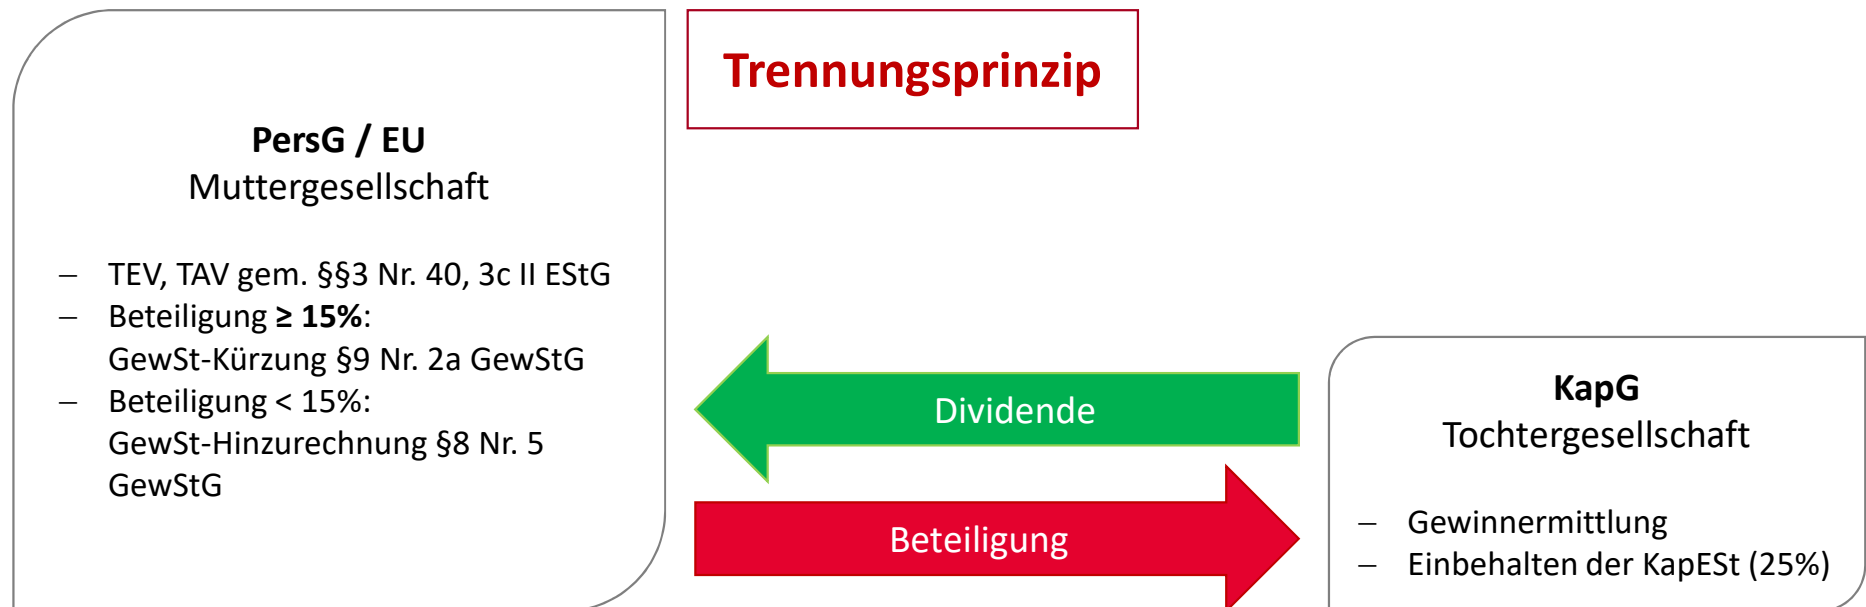 Trennungsprinzip
PersG / EU
Muttergesellschaft
– TEV, TAV gem. §§3 Nr. 40, 3c II EStG
– Beteiligung ≥ 15%:
GewSt-Kürzung §9 Nr. 2a GewStG
– Beteiligung < 15%:
GewSt-Hinzurechnung §8 Nr. 5
GewStG
Dividende
Beteiligung
KapG
Tochtergesellschaft
– Gewinnermittlung
– Einbehalten der KapESt (25%)